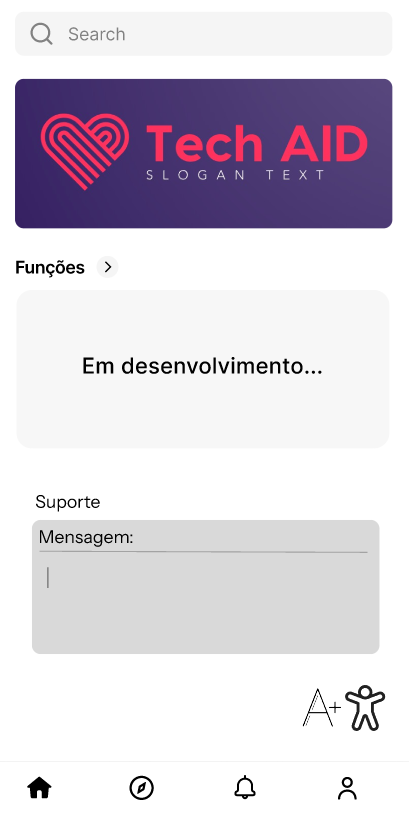 Search
Tech AID
SLOGAN TEXT
Funções
Em desenvolvimento...
Suporte
Mensagem:
A+